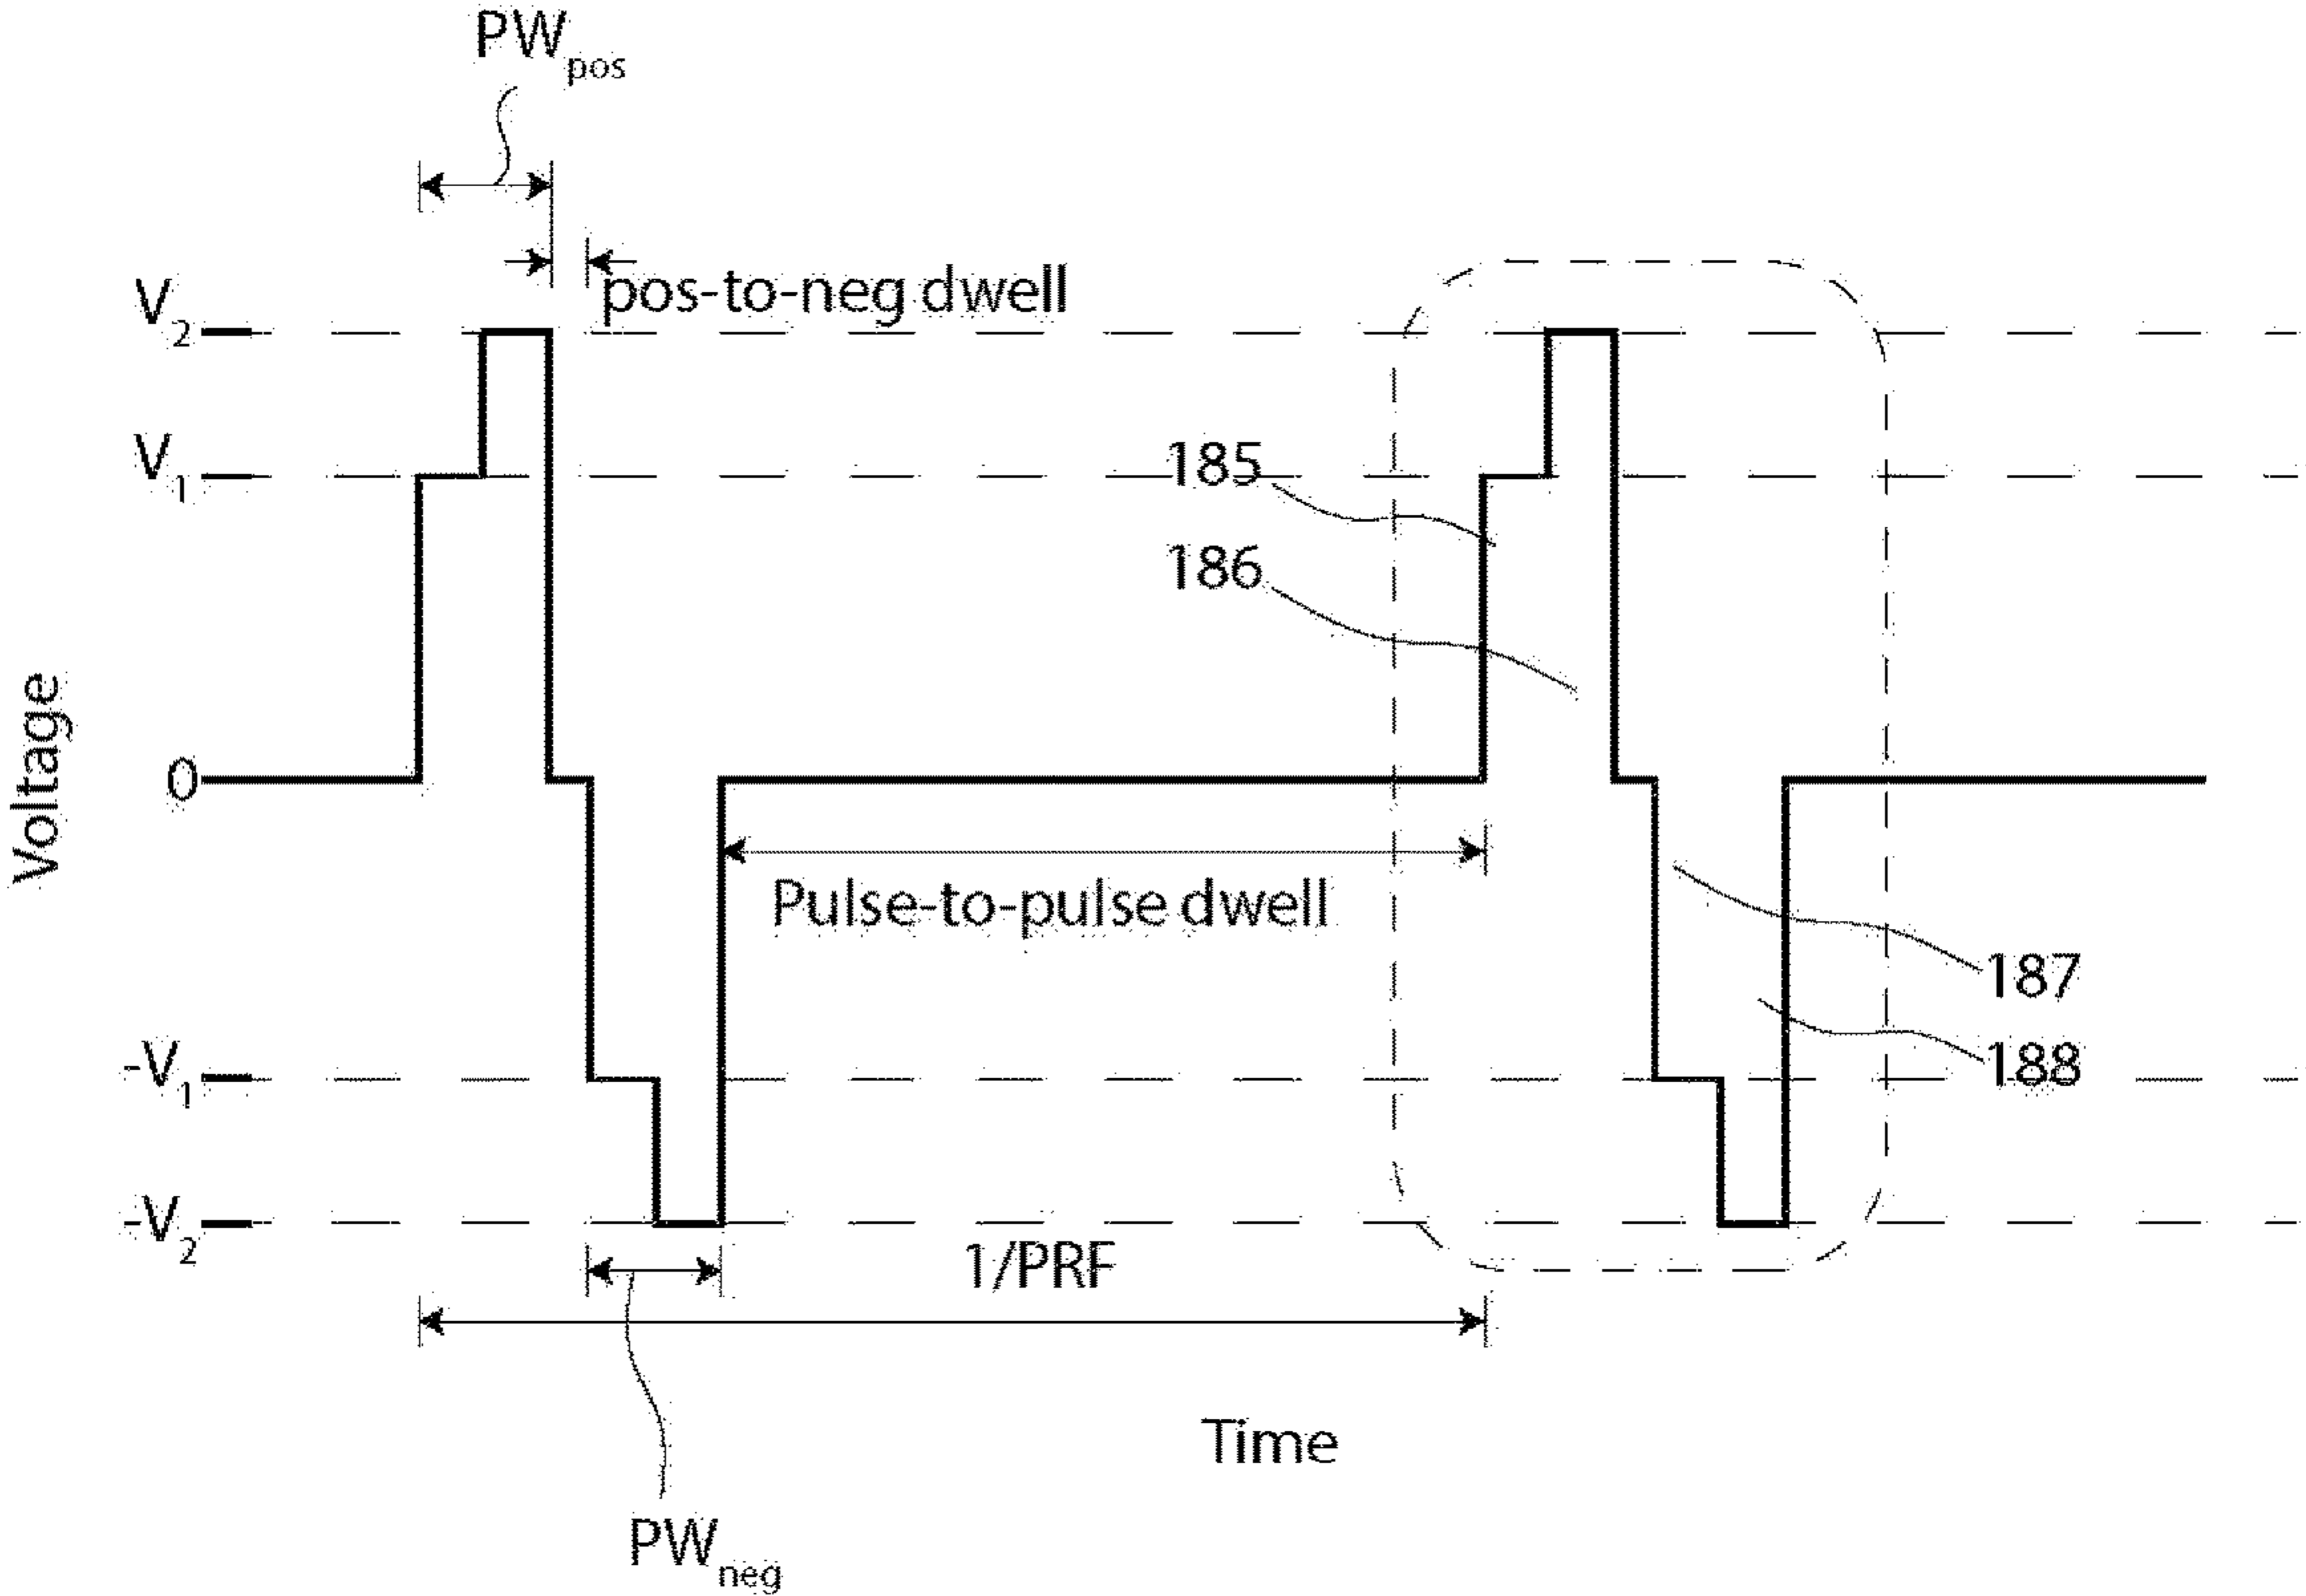 PWpos
pos-to-neg dwell
V2
V1
185
186
0
Voltage
Pulse-to-pulse dwell
187
-V1
188
-V2
1/PRF
Time
PWneg